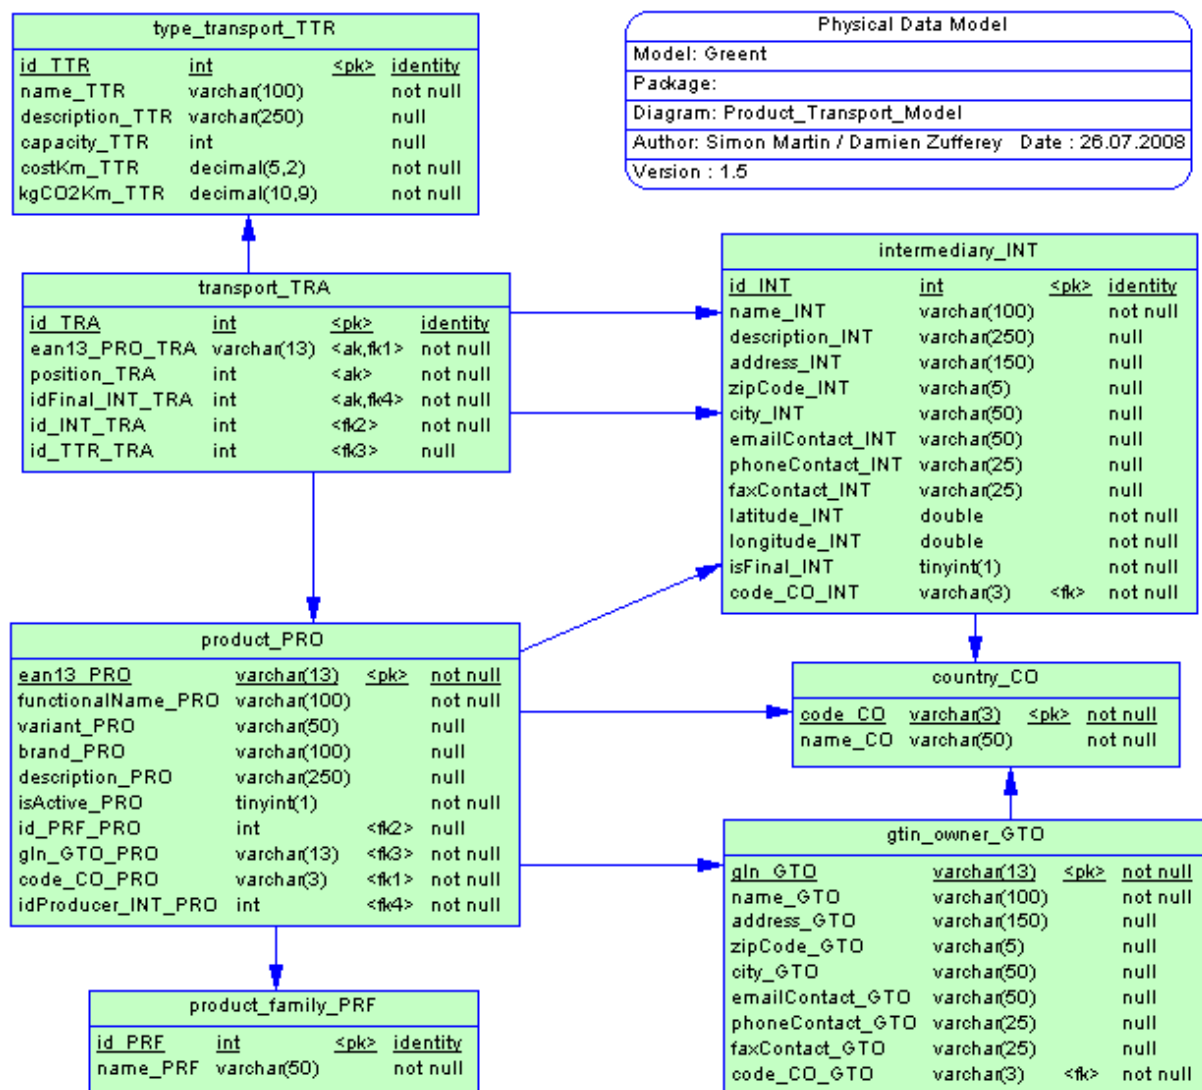 type_transport_TTR
id_TTR int <pk> identity
name_TTR varchar(100) not null
description_TTR varchar(250) null
capacity_TTR int null
costKm_TTR decimal(5,2) not null
kgCO2Km_TTR decimal(10,9) not null
Physical Data Model
Model: Greent
Package:
Diagram: Product_Transport_Model
Author: Simon Martin / Damien Zufferey Date : 26.07.2008
Version : 1.5
transport_TRA
id_TRA int <pk> identity
ean13_PRO_TRA varchar(13) <ak,fk1> not null
position_TRA int <ak> not null
idFinal_INT_TRA int <ak,fk4> not null
id_INT_TRA int <fk2> not null
id_TTR_TRA int <fk3> null
intermediary_INT
id_INT int <pk> identity
name_INT varchar(100) not null
description_INT varchar(250) null
address_INT varchar(150) null
zipCode_INT varchar(5) null
city_INT varchar(50) null
emailContact_INT varchar(50) null
phoneContact_INT varchar(25) null
faxContact_INT varchar(25) null
latitude_INT double not null
longitude_INT double not null
isFinal_INT tinyint(1) not null
code_CO_INT varchar(3) <fk> not null
product_PRO
ean13_PRO varchar(13) <pk> not null
functionalName_PRO varchar(100) not null
variant_PRO varchar(50) null
brand_PRO varchar(100) null
description_PRO varchar(250) null
isActive_PRO tinyint(1) not null
id_PRF_PRO int <fk2> null
gln_GTO_PRO varchar(13) <fk3> not null
code_CO_PRO varchar(3) <fk1> not null
idProducer_INT_PRO int <fk4> not null
country_CO
code_CO varchar(3) <pk> not null
name_CO varchar(50) not null
gtin_owner_GTO
gln_GTO varchar(13) <pk> not null
name_GTO varchar(100) not null
address_GTO varchar(150) null
zipCode_GTO varchar(5) null
city_GTO varchar(50) null
emailContact_GTO varchar(50) null
phoneContact_GTO varchar(25) null
faxContact_GTO varchar(25) null
code_CO_GTO varchar(3) <fk> not null
product_family_PRF
id_PRF int <pk> identity
name_PRF varchar(50) not null